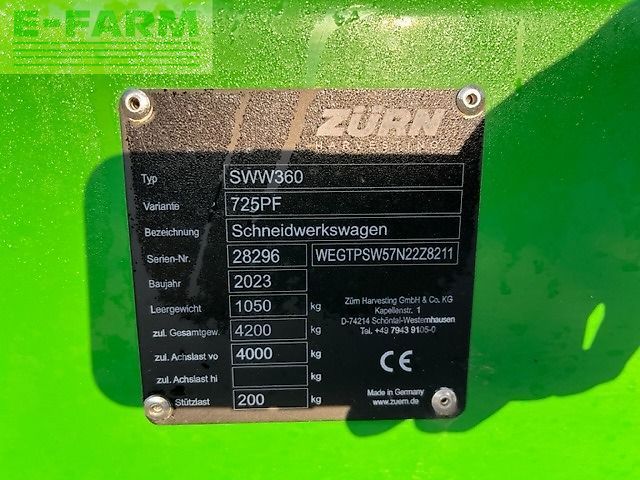 E-FARM
ZÜRN
HARVESTING
Typ SWW360
Variante 725PF
Bezeichnung Schneidwerkswagen
Serien-Nr. 28296 WEGTPSW57N22Z8211
Baujahr 2023
Leergewicht 1050 kg
zul. Gesamtgew. 4200 kg
zul. Achslast vo 4000 kg
zul. Achslast hi kg
Stützlast 200 kg
Zürn Harvesting GmbH & Co. KG
Kapellenstr. 1
D-74214 Schöntal-Westernhausen
Tel. +49 7943 9105-0
CE
Made in Germany
www.zuern.de